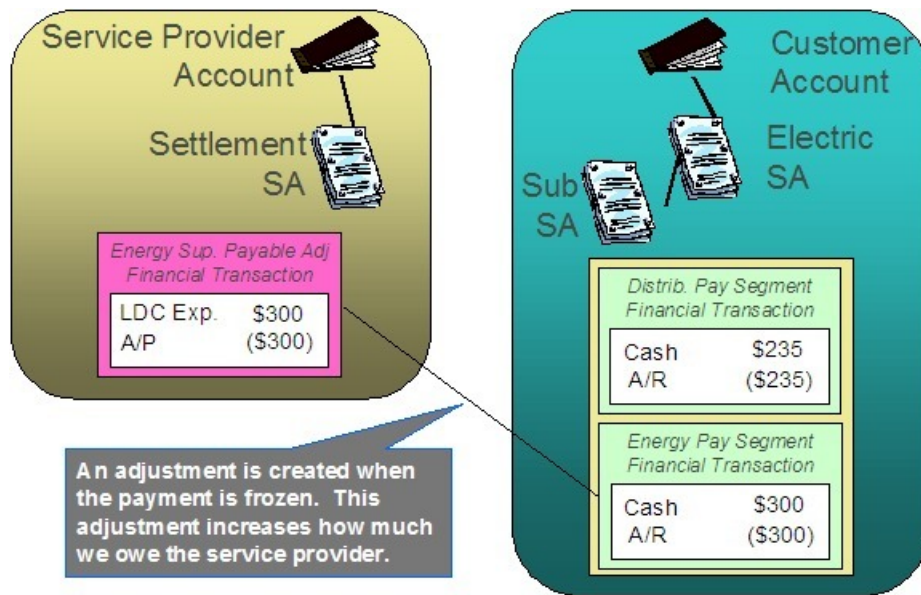 Service Provider
Account
Settlement
SA
Energy Sup. Payable Adj
Financial Transaction
LDC Exp. $300
A/P ($300)
An adjustment is created when
the payment is frozen. This
adjustment increases how much
we owe the service provider.
Customer
Account
Electric
SA
Sub
SA
Distrib. Pay Segment
Financial Transaction
Cash $235
A/R ($235)
Energy Pay Segment
Financial Transaction
Cash $300
A/R ($300)